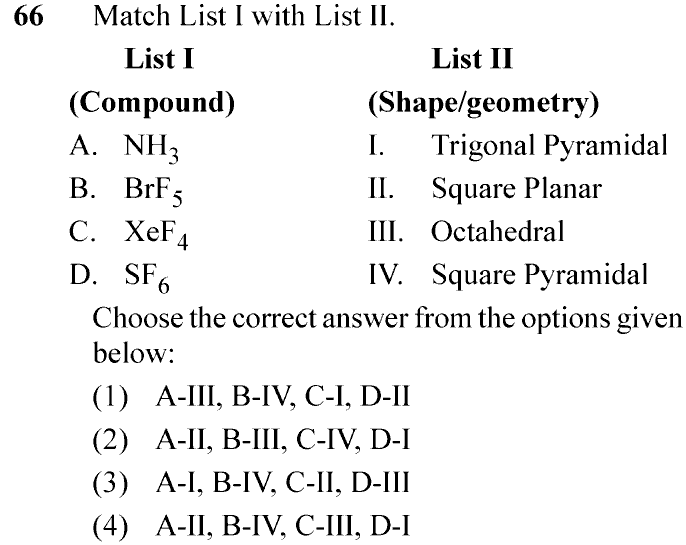 66 Match List I with List II.
List I List II
(Compound) (Shape/geometry)
A. NH₃ I. Trigonal Pyramidal
B. BrF₅ II. Square Planar
C. XeF₄ III. Octahedral
D. SF₆ IV. Square Pyramidal
Choose the correct answer from the options given
below:
(1) A-III, B-IV, C-I, D-II
(2) A-II, B-III, C-IV, D-I
(3) A-I, B-IV, C-II, D-III
(4) A-II, B-IV, C-III, D-I